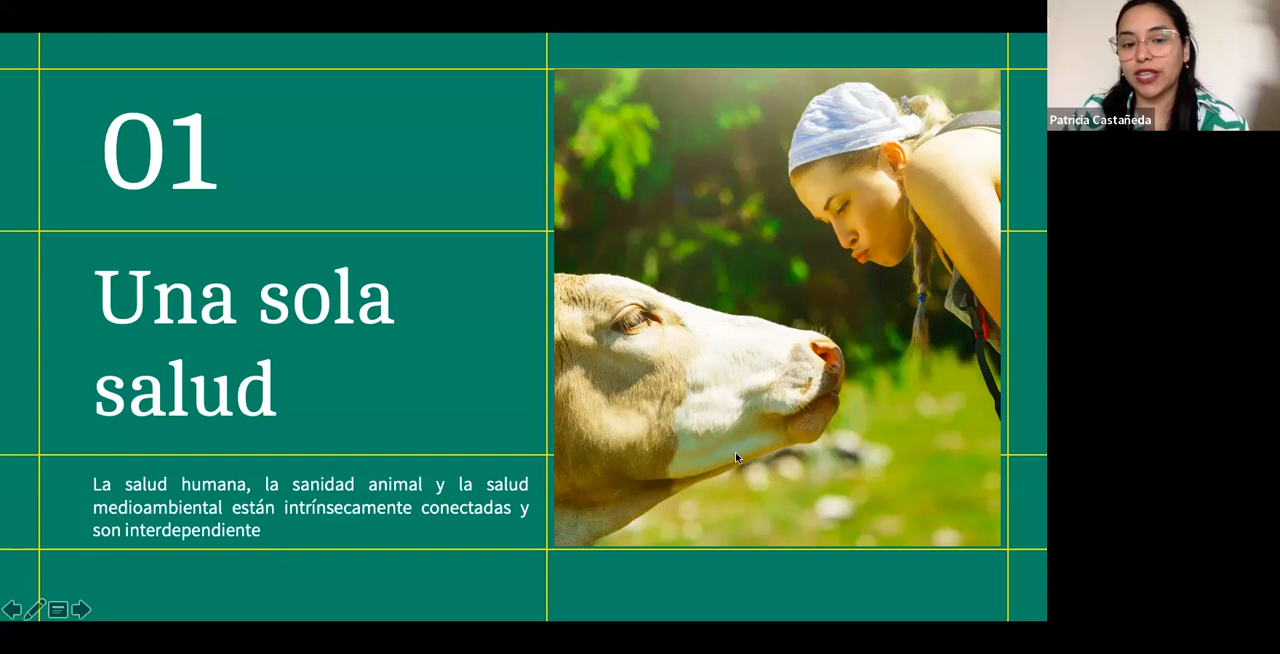 01
Una sola
salud
La salud humana, la sanidad animal y la salud
medioambiental están intrínsecamente conectadas y
son interdependiente
Patricia Castañeda